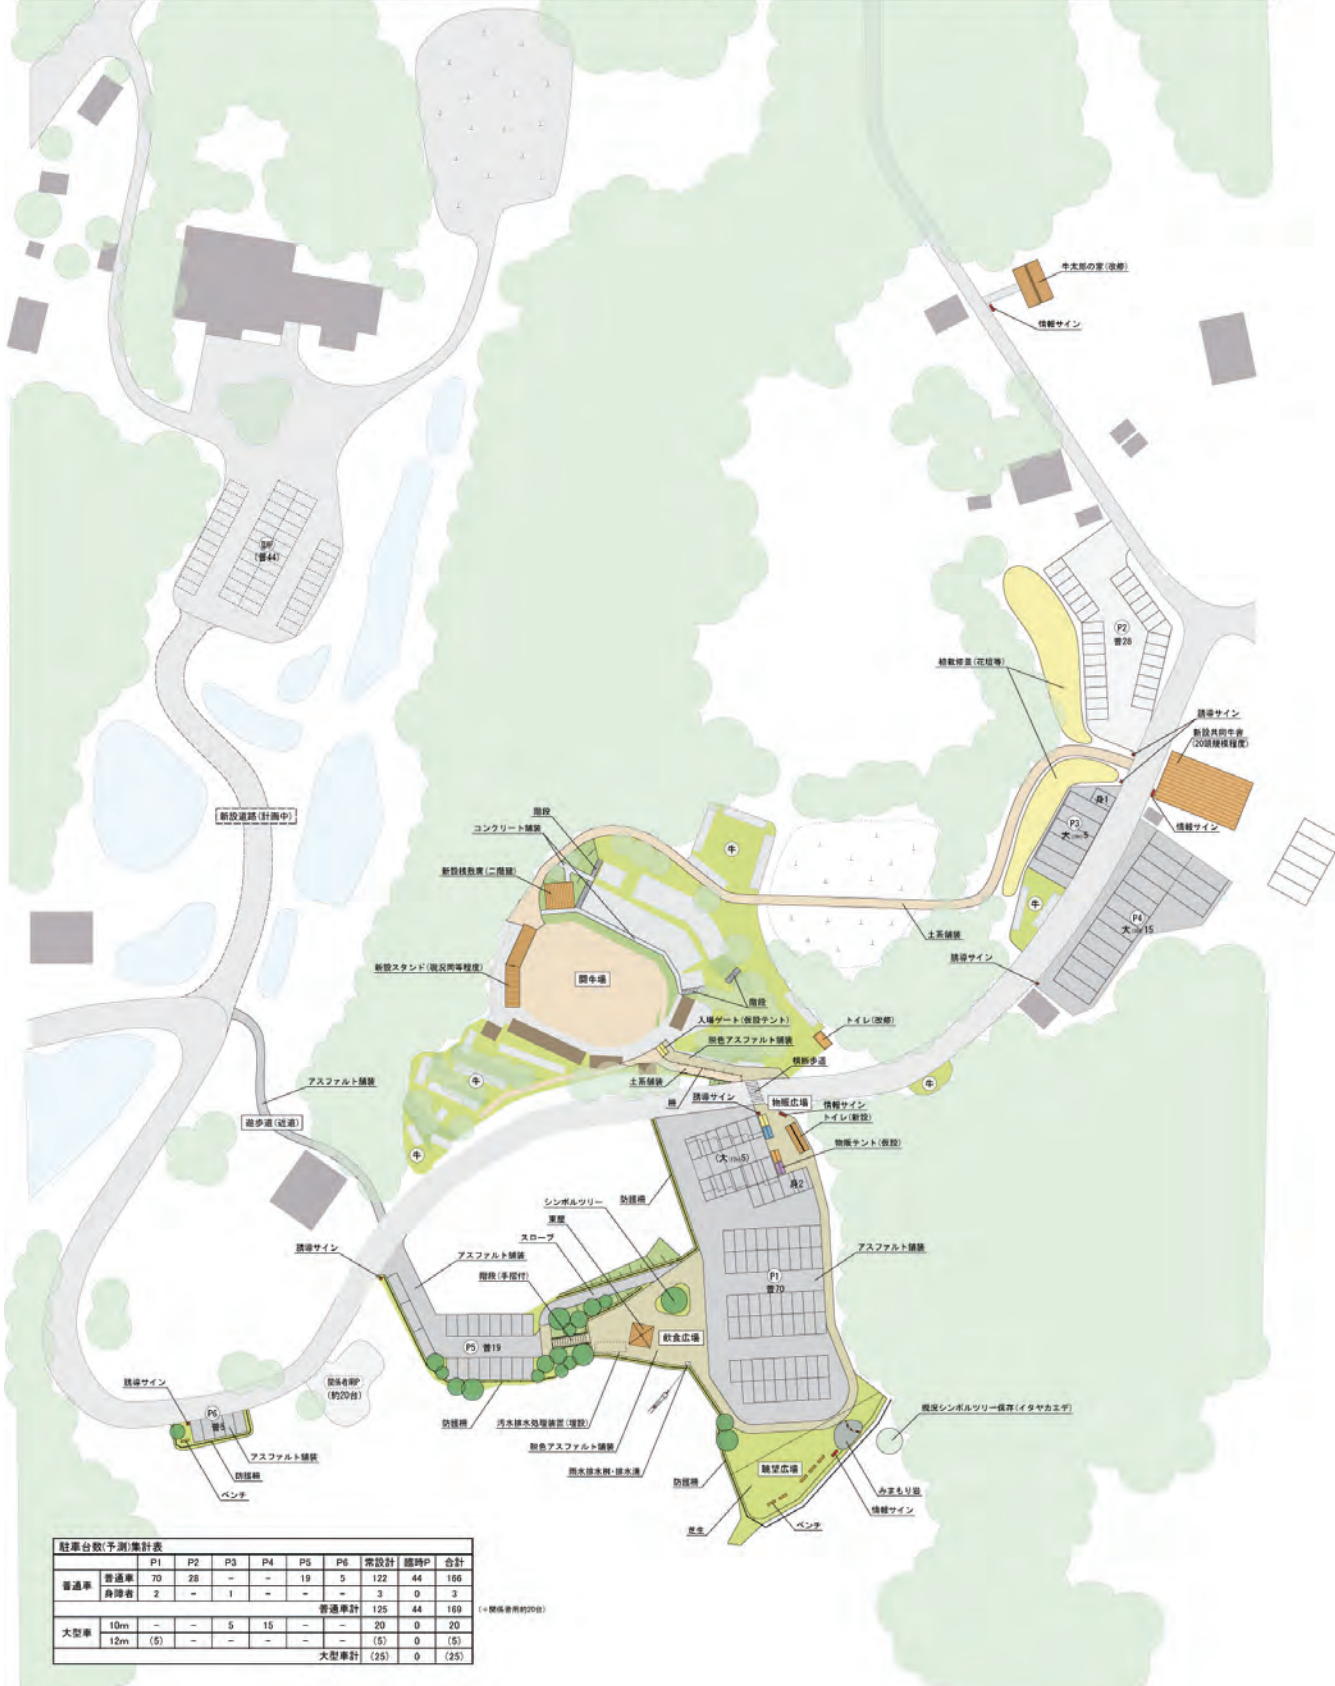 牛太郎の家(改修)
情報サイン
臨P
(普44)
P2
普28
植栽修景(花壇等)
誘導サイン
新設共同牛舎
(20頭規模程度)
情報サイン
身1
P3
大(10m)5
牛
P4
大(10m)15
誘導サイン
新設道路(計画中)
階段
コンクリート舗装
新設桟敷席(二階建)
新設スタンド(現況同等程度)
闘牛場
牛
土系舗装
階段
入場ゲート(仮設テント)
トイレ(改修)
脱色アスファルト舗装
横断歩道
土系舗装
柵
誘導サイン
物販広場
情報サイン
トイレ(新設)
物販テント(仮設)
牛
牛
牛
アスファルト舗装
遊歩道(近道)
(大(12m)5)
身2
防護柵
シンボルツリー
東屋
スロープ
階段(手摺付)
誘導サイン
アスファルト舗装
アスファルト舗装
P1
普70
飲食広場
P5 普19
関係者用P
(約20台)
誘導サイン
P6
普5
アスファルト舗装
防護柵
ベンチ
防護柵
汚水排水処理装置(埋設)
脱色アスファルト舗装
雨水排水桝・排水溝
防護柵
芝生
眺望広場
現況シンボルツリー保存(イタヤカエデ)
みまもり岩
情報サイン
ベンチ
駐車台数(予測)集計表
P1 P2 P3 P4 P5 P6 常設計 臨時P 合計
普通車 普通車 70 28 - - 19 5 122 44 166
身障者 2 - 1 - - - 3 0 3
普通車計 125 44 169 (+関係者用約20台)
大型車 10m - - 5 15 - - 20 0 20
12m (5) - - - - - (5) 0 (5)
大型車計 (25) 0 (25)